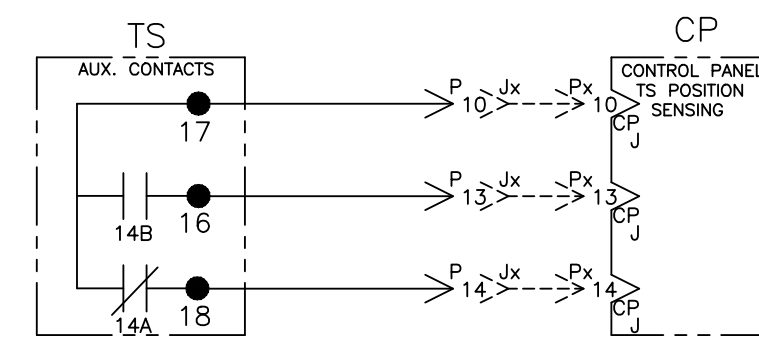 TS
CP
AUX. CONTACTS
CONTROL PANEL
TS POSITION
SENSING
P 10 Jx Px 10
17
CP
J
P 13 Jx Px 13
14B
16
CP
J
P 14 Jx Px 14
14A
18
CP
J